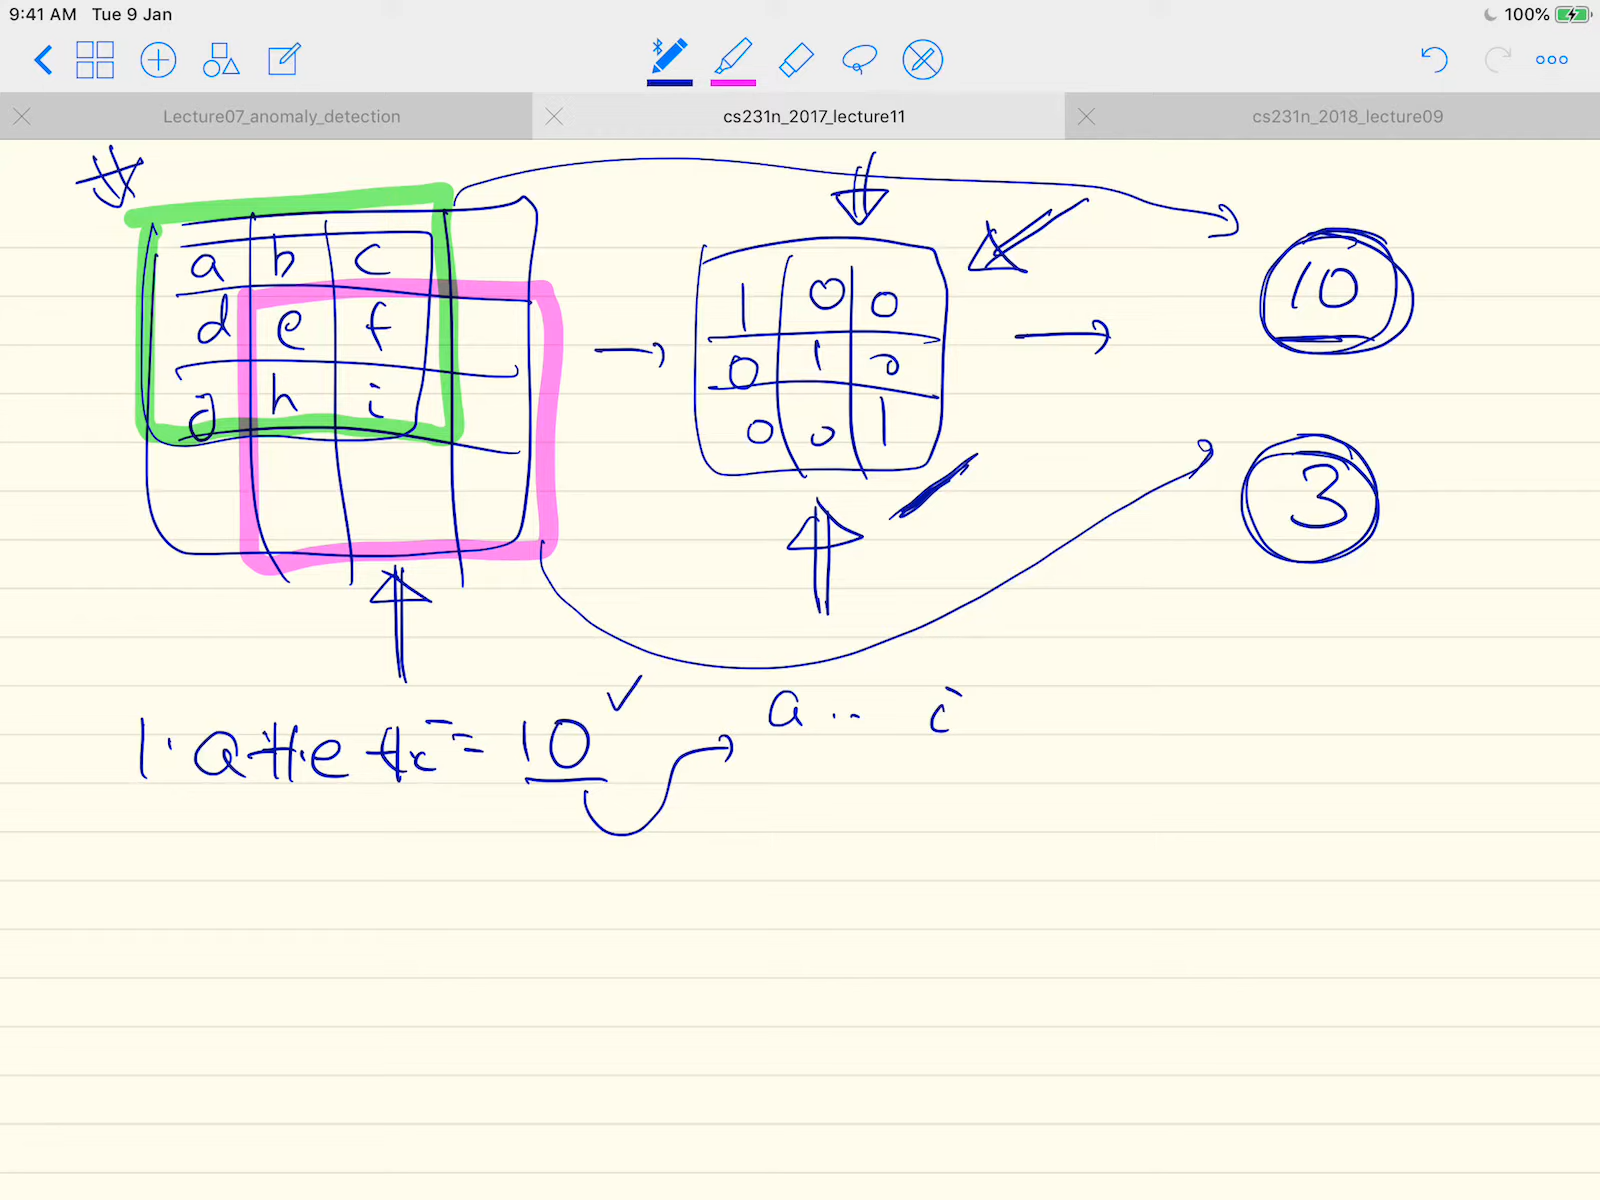 9:41 AM Tue 9 Jan 100%
Lecture07_anomaly_detection cs231n_2017_lecture11 cs231n_2018_lecture09
a b c
d e f
g h i
1 0 0
0 1 0
0 0 1
10
3
a .. i
1·a+1·e+1·i = 10 ✓